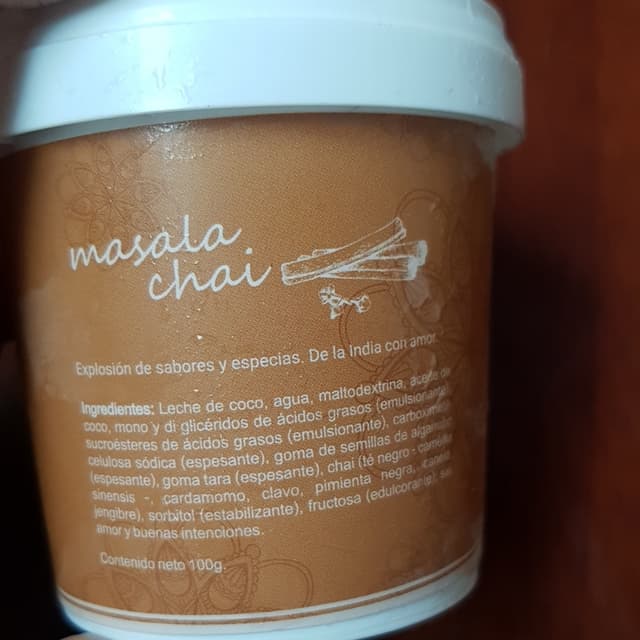 masala
chai
Explosión de sabores y especias. De la India con amor.
Ingredientes: Leche de coco, agua, maltodextrina, aceite de
coco, mono y di glicéridos de ácidos grasos (emulsionante),
sucroésteres de ácidos grasos (emulsionante), carboximetil
celulosa sódica (espesante), goma de semillas de algarrobo
(espesante), goma tara (espesante), chai (té negro - camellia
sinensis -, cardamomo, clavo, pimienta negra, canela,
jengibre), sorbitol (estabilizante), fructosa (edulcorante),
amor y buenas intenciones.
Contenido neto 100g.